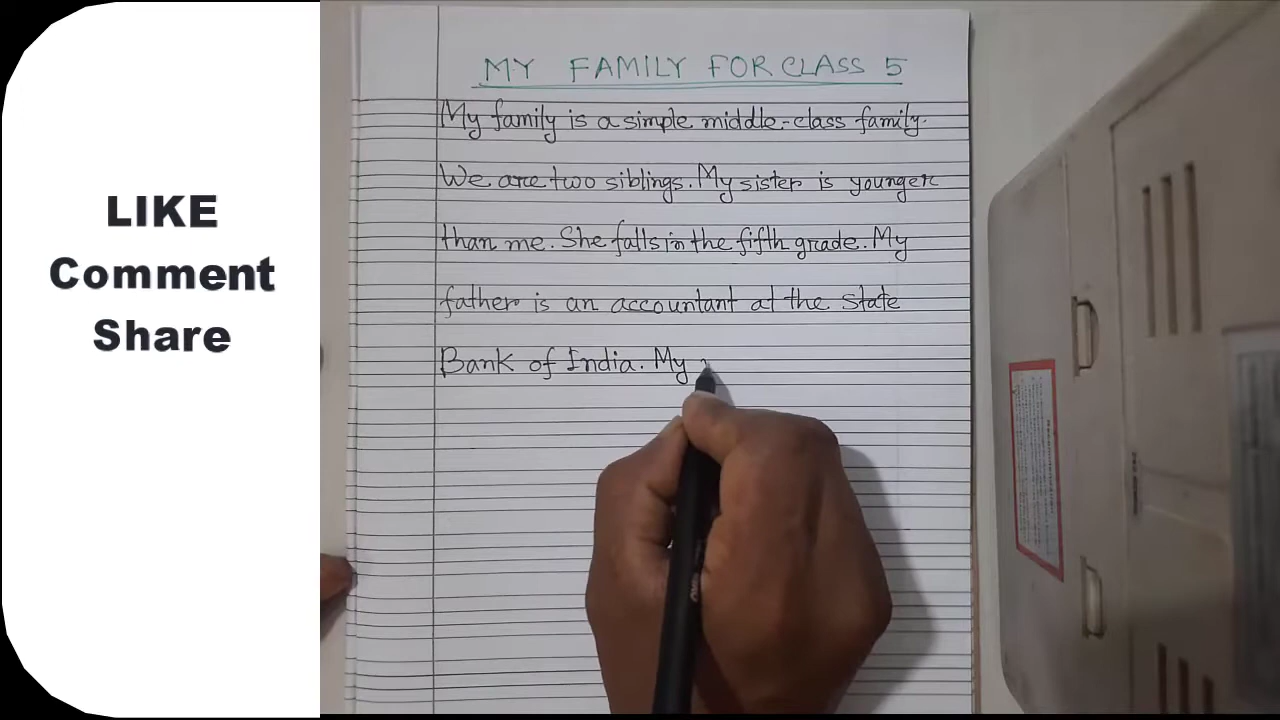 LIKE
Comment
Share
MY FAMILY FOR CLASS 5
My family is a simple middle-class family.
We are two siblings. My sister is younger
than me. She falls in the fifth grade. My
father is an accountant at the state
Bank of India. My